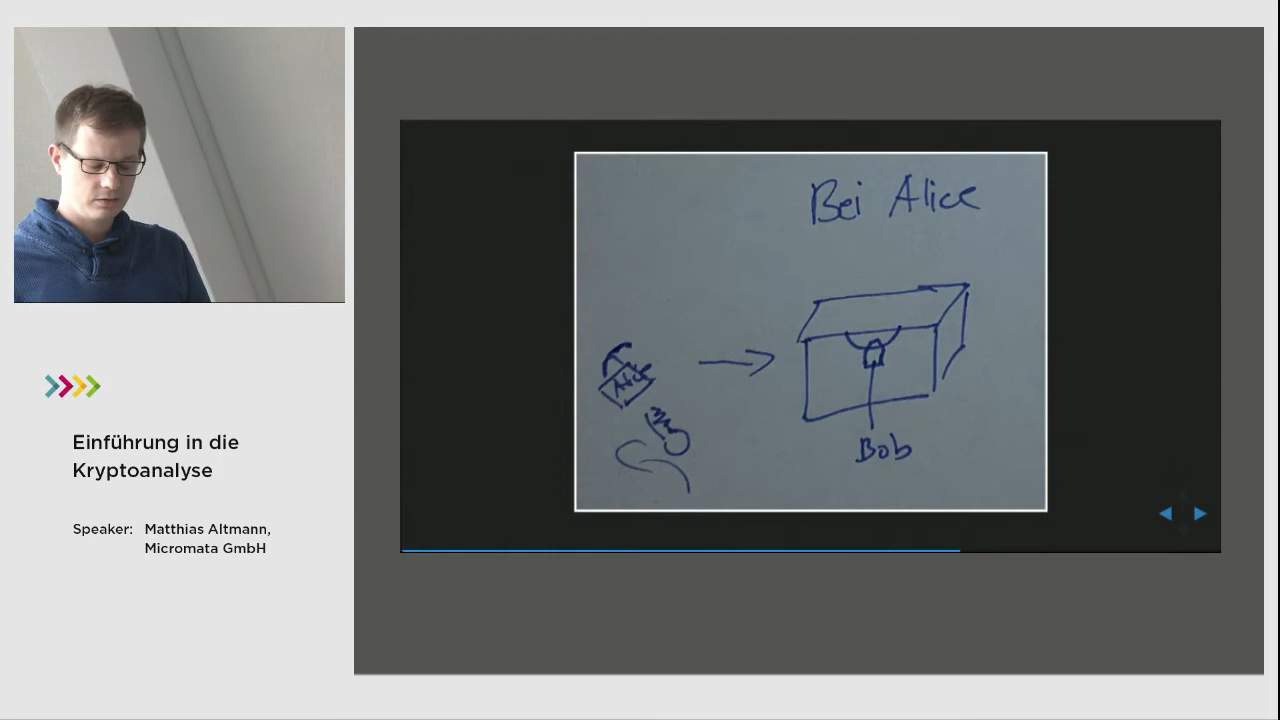 Bei Alice
Alice
Bob
Einführung in die
Kryptoanalyse
Speaker: Matthias Altmann,
Micromata GmbH